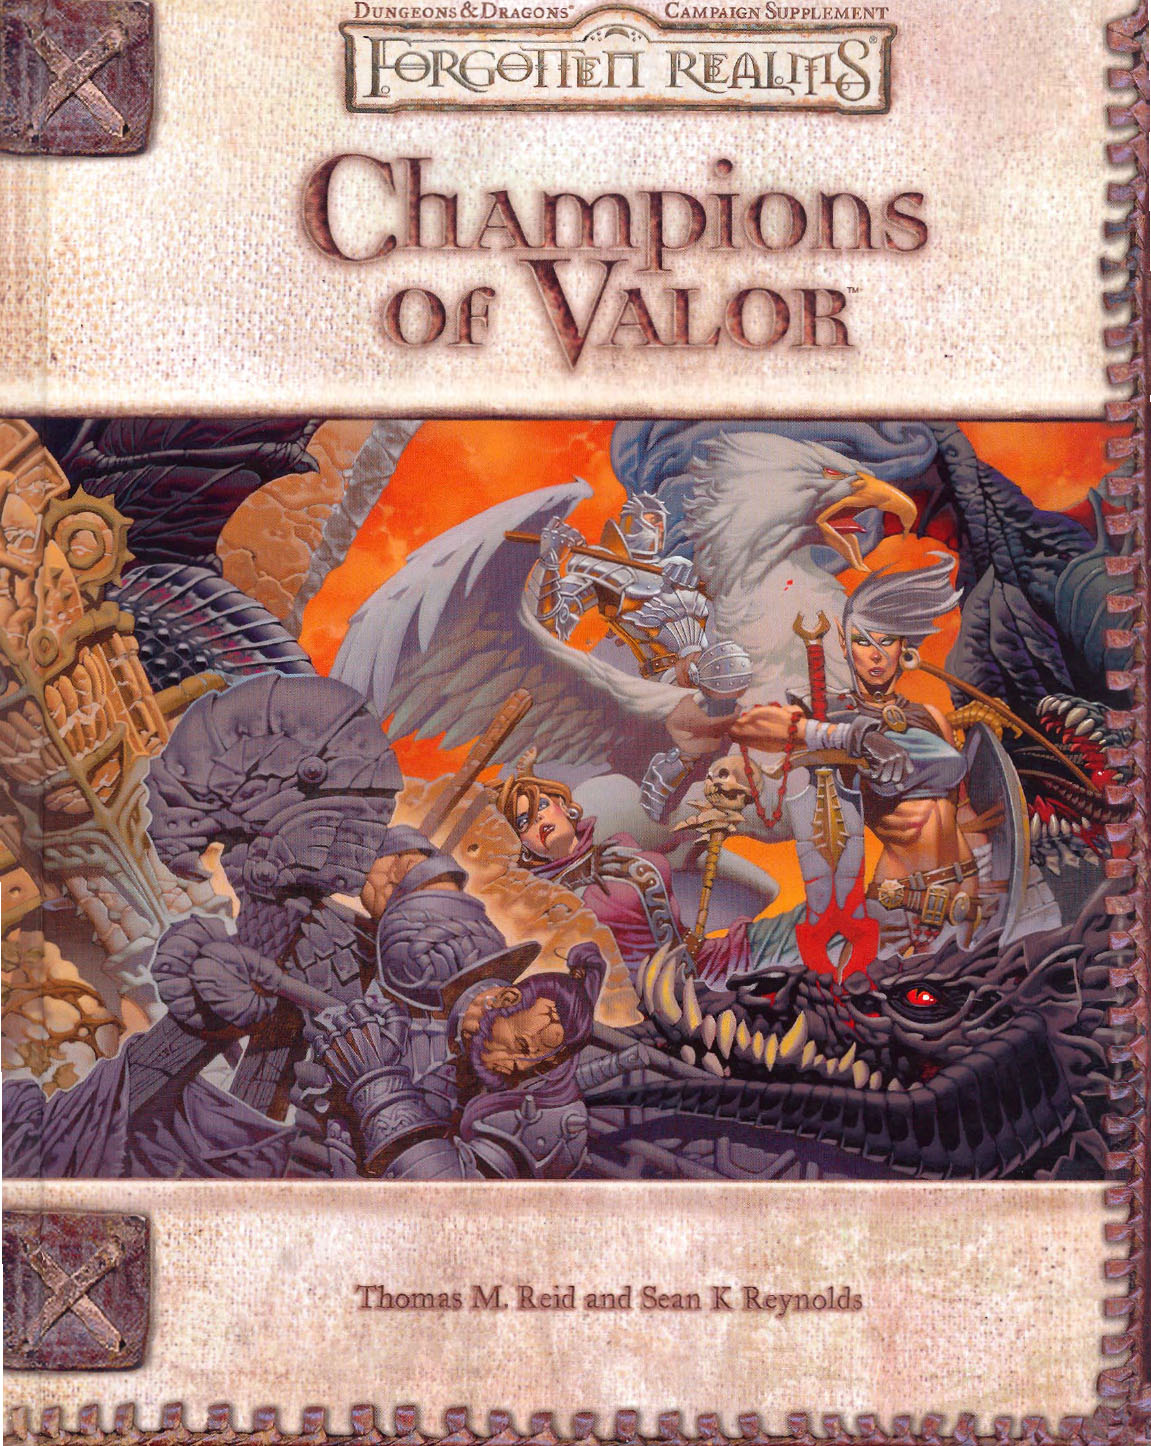 DUNGEONS & DRAGONS® CAMPAIGN SUPPLEMENT
FORGOTTEN REALMS®
CHAMPIONS
OF VALOR™
Thomas M. Reid and Sean K Reynolds